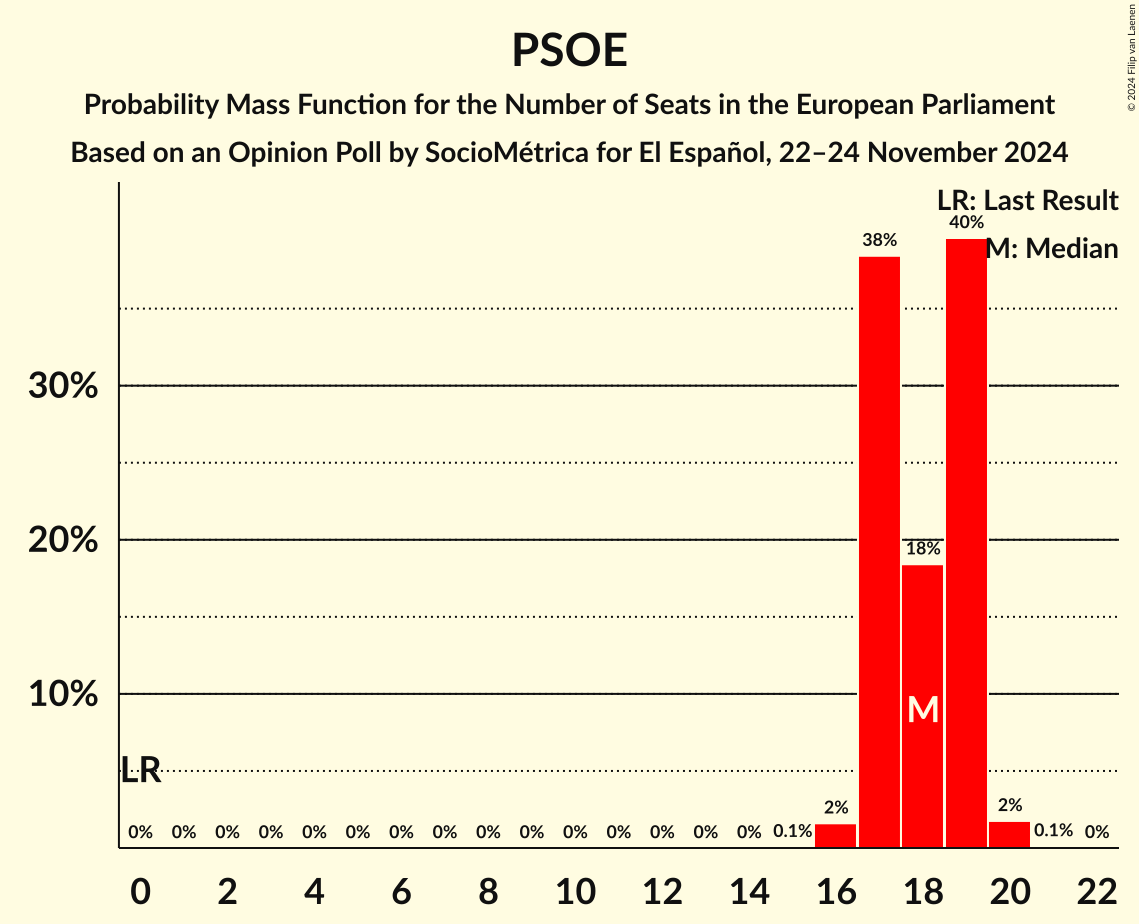 PSOE
Probability Mass Function for the Number of Seats in the European Parliament
Based on an Opinion Poll by SocioMétrica for El Español, 22–24 November 2024
© 2024 Filip van Laenen
LR: Last Result
M: Median
40%
38%
30%
20%
18%
10%
M
LR
0% 0% 0% 0% 0% 0% 0% 0% 0% 0% 0% 0% 0% 0% 0% 0.1% 2% 2% 0.1% 0%
0 2 4 6 8 10 12 14 16 18 20 22